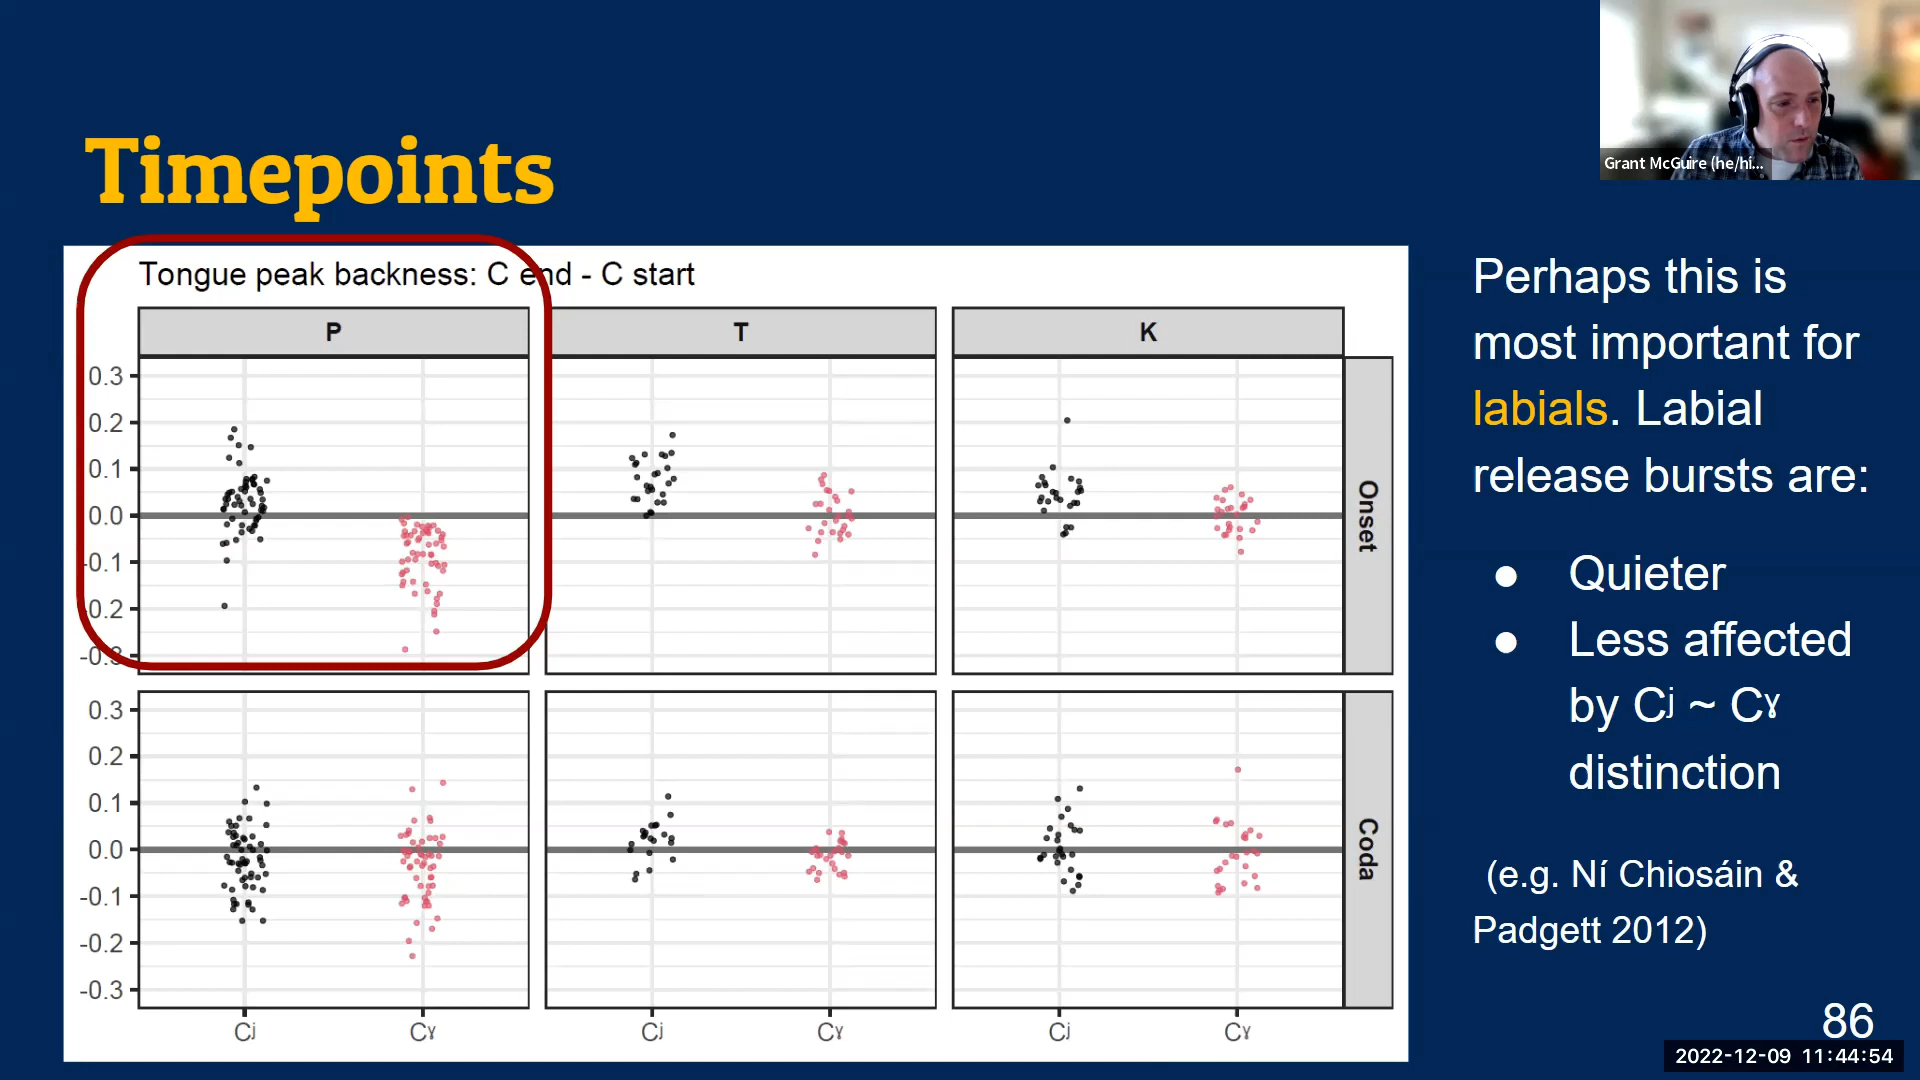 Grant McGuire (he/hi...
Timepoints
Tongue peak backness: C end - C start
P
T
K
0.3
0.2
0.1
0.0
-0.1
-0.2
-0.3
Onset
0.3
0.2
0.1
0.0
-0.1
-0.2
-0.3
Coda
Cʲ
Cˠ
Cʲ
Cˠ
Cʲ
Cˠ
Perhaps this is
most important for
labials. Labial
release bursts are:
● Quieter
● Less affected
by Cʲ ~ Cˠ
distinction
(e.g. Ní Chiosáin &
Padgett 2012)
86
2022-12-09 11:44:54